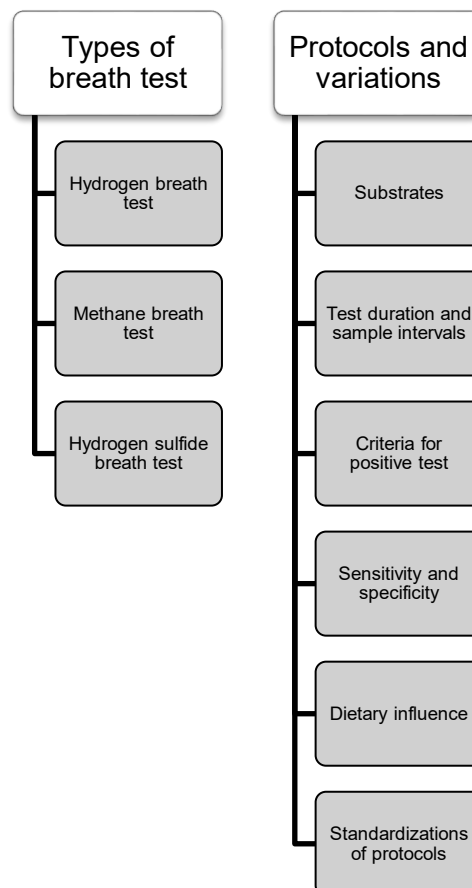 Types of
breath test
Hydrogen breath
test
Methane breath
test
Hydrogen sulfide
breath test
Protocols and
variations
Substrates
Test duration and
sample intervals
Criteria for
positive test
Sensitivity and
specificity
Dietary influence
Standardizations
of protocols